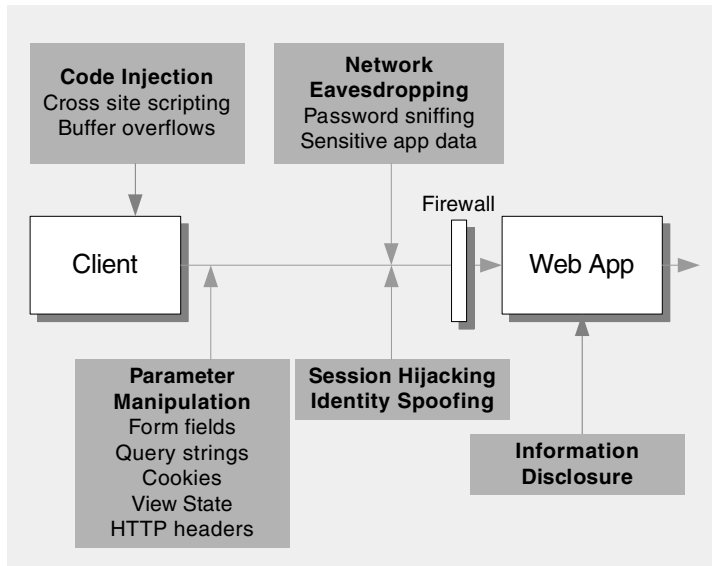 Code Injection
Cross site scripting
Buffer overflows
Network
Eavesdropping
Password sniffing
Sensitive app data
Firewall
Client
Web App
Parameter
Manipulation
Form fields
Query strings
Cookies
View State
HTTP headers
Session Hijacking
Identity Spoofing
Information
Disclosure